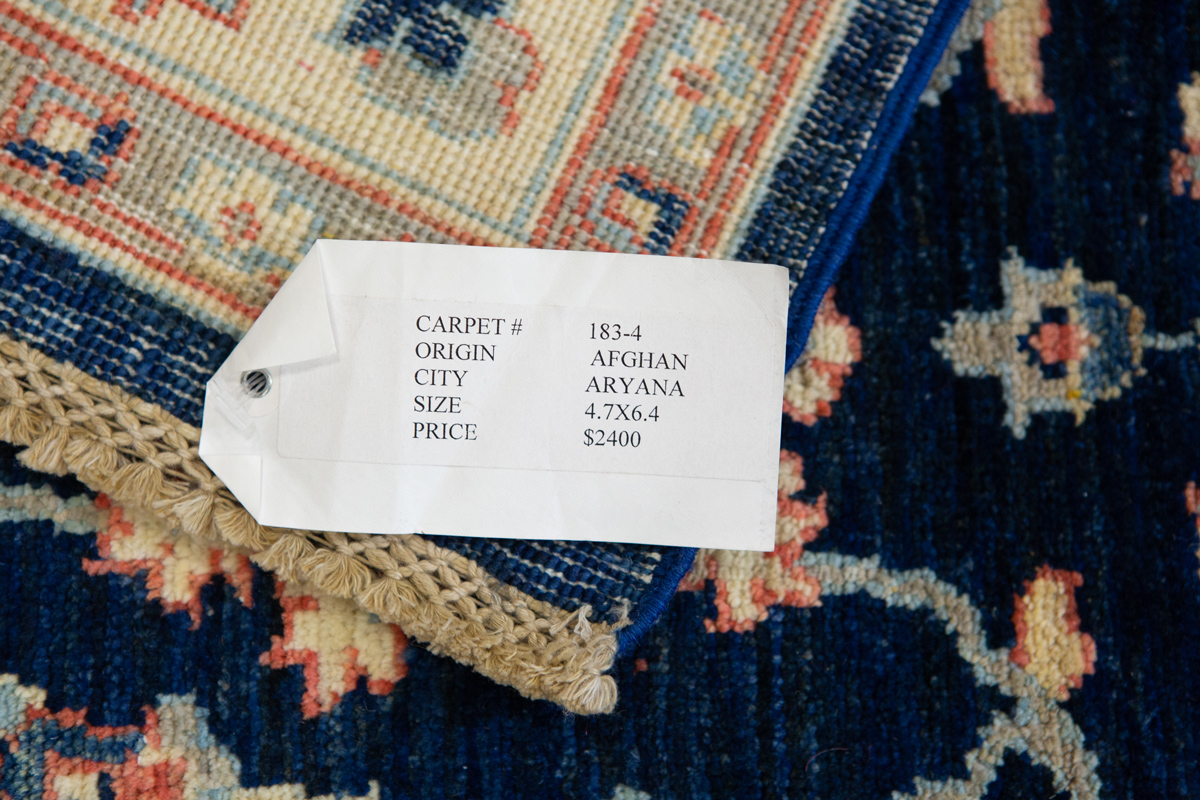 CARPET # 183-4
ORIGIN AFGHAN
CITY ARYANA
SIZE 4.7X6.4
PRICE $2400